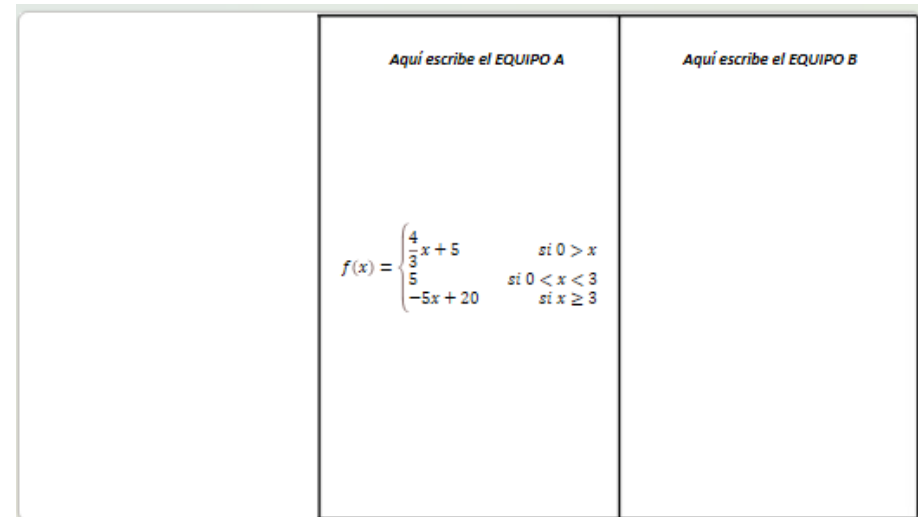 Aquí escribe el EQUIPO A
Aquí escribe el EQUIPO B
f(x) = { 4/3 x + 5 si 0 > x
5 si 0 < x < 3
−5x + 20 si x ≥ 3